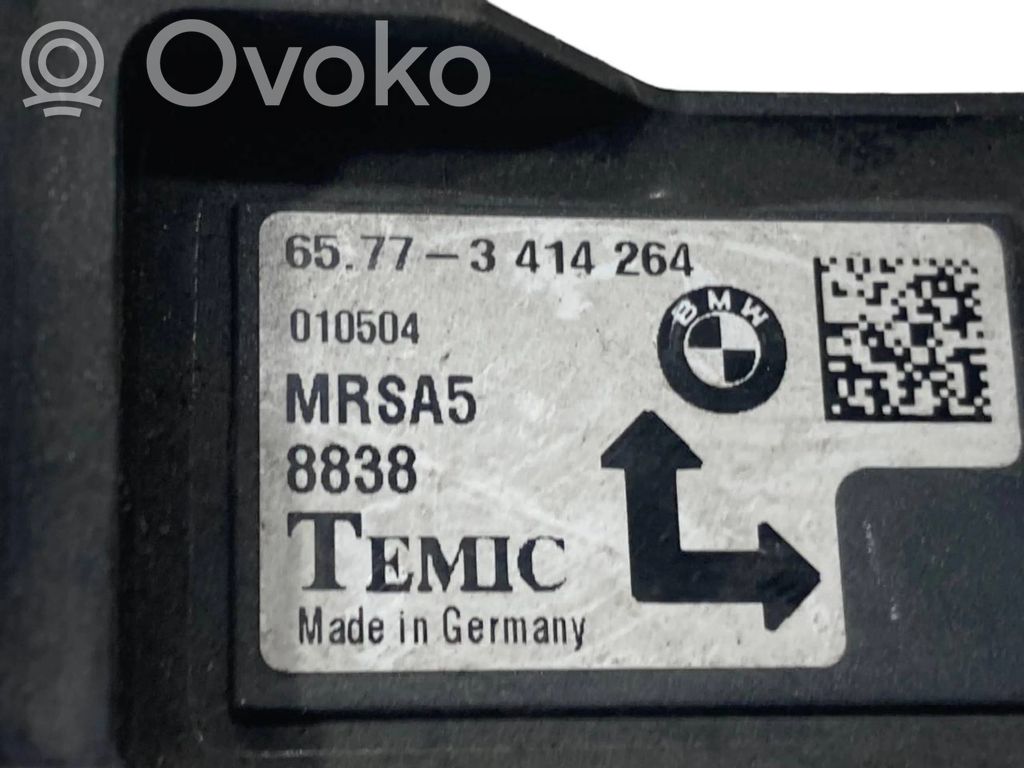 Ovoko
R
65.77-3 414 264
010504
BMW
MRSA5
8838
TEMIC
Made in Germany